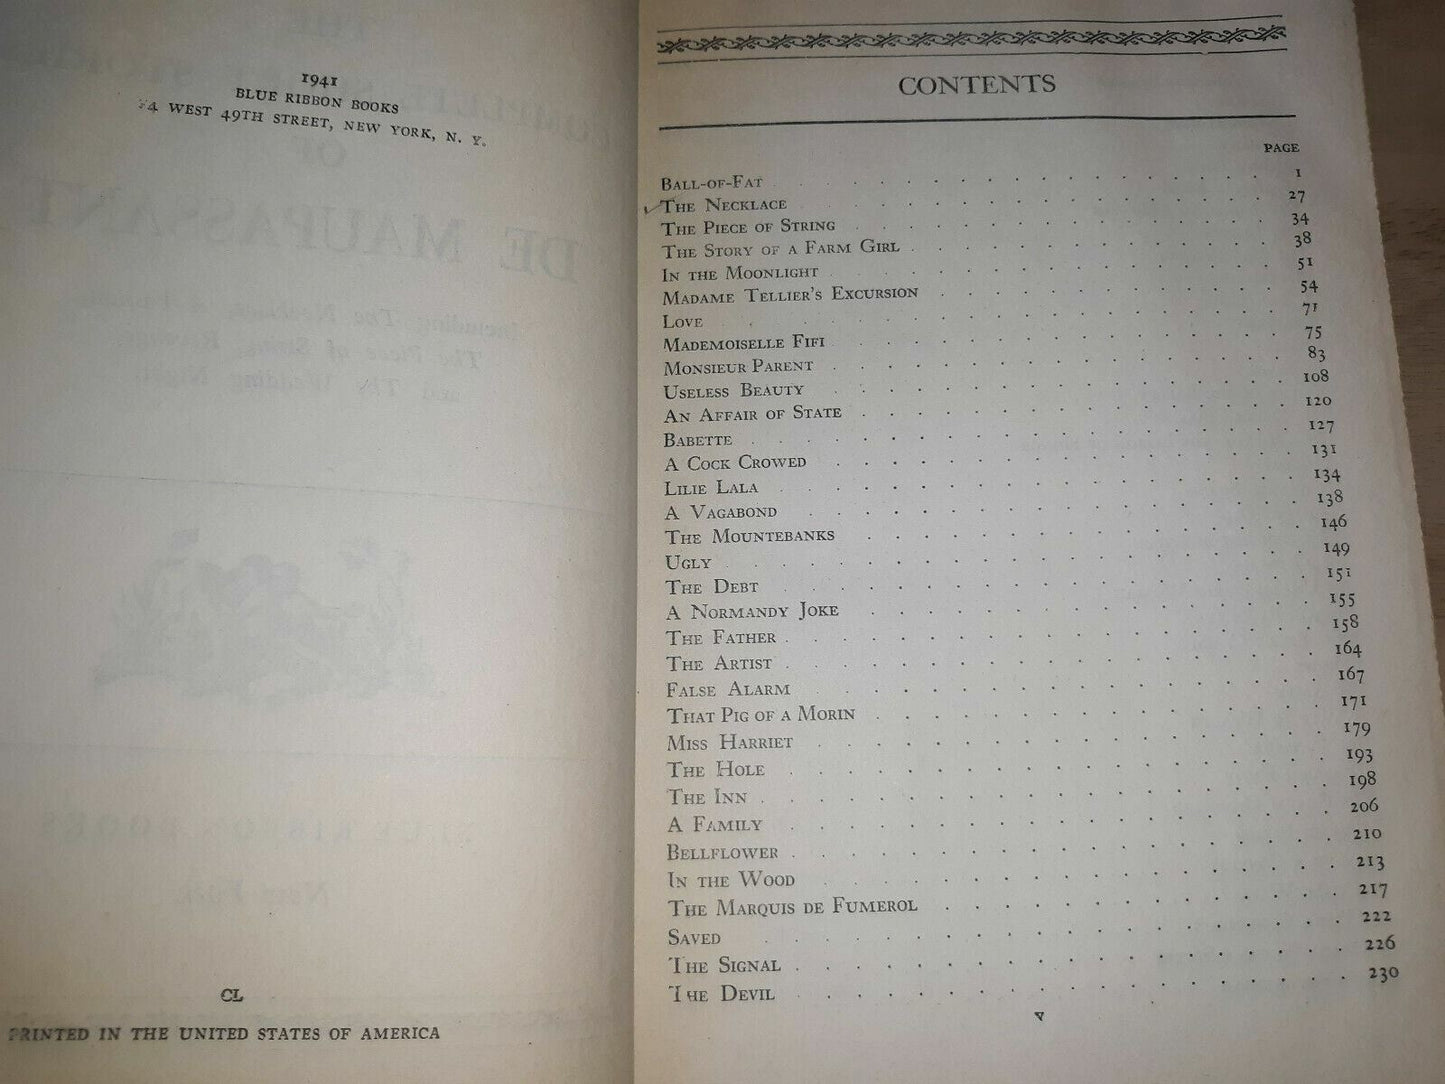 1941
BLUE RIBBON BOOKS
14 WEST 49TH STREET, NEW YORK, N. Y.
CL
PRINTED IN THE UNITED STATES OF AMERICA
CONTENTS
PAGE
BALL-OF-FAT 1
THE NECKLACE 27
THE PIECE OF STRING 34
THE STORY OF A FARM GIRL 38
IN THE MOONLIGHT 51
MADAME TELLIER'S EXCURSION 54
LOVE 71
MADEMOISELLE FIFI 75
MONSIEUR PARENT 83
USELESS BEAUTY 108
AN AFFAIR OF STATE 120
BABETTE 127
A COCK CROWED 131
LILIE LALA 134
A VAGABOND 138
THE MOUNTEBANKS 146
UGLY 149
THE DEBT 151
A NORMANDY JOKE 155
THE FATHER 158
THE ARTIST 164
FALSE ALARM 167
THAT PIG OF A MORIN 171
MISS HARRIET 179
THE HOLE 193
THE INN 198
A FAMILY 206
BELLFLOWER 210
IN THE WOOD 213
THE MARQUIS DE FUMEROL 217
SAVED 222
THE SIGNAL 226
THE DEVIL 230
v